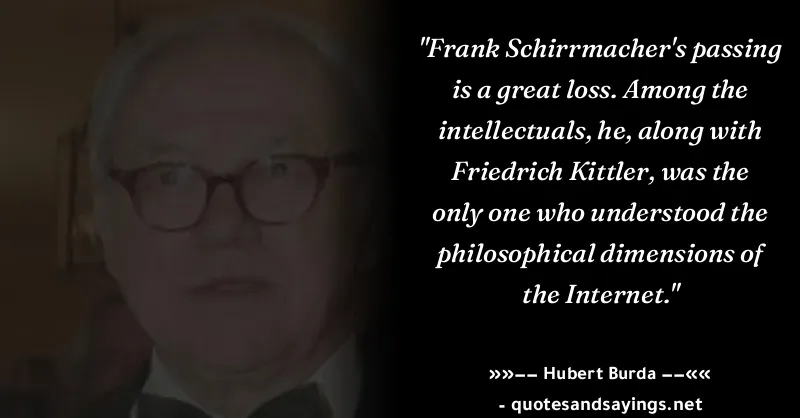 "Frank Schirrmacher's passing
is a great loss. Among the
intellectuals, he, along with
Friedrich Kittler, was the
only one who understood the
philosophical dimensions of
the Internet."
»»–– Hubert Burda ––««
- quotesandsayings.net